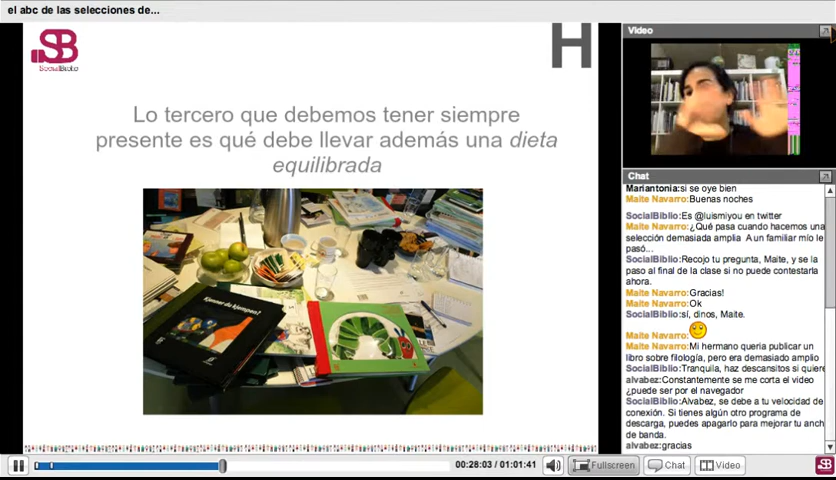 el abc de las selecciones de...
SB
SocialBiblio
H
Lo tercero que debemos tener siempre
presente es qué debe llevar además una dieta
equilibrada
Kjenner du kjempen?
Video
Chat
Mariantonia:si se oye bien
Maite Navarro:Buenas noches
SocialBiblio:Es @luismiyou en twitter
Maite Navarro:¿Qué pasa cuando hacemos una
selección demasiada amplia A un familiar mío le
pasó...
SocialBiblio:Recojo tu pregunta, Maite, y se la
paso al final de la clase si no puede contestarla
ahora.
Maite Navarro:Gracias!
Maite Navarro:Ok
SocialBiblio:sí, dinos, Maite.
Maite Navarro:
Maite Navarro:Mi hermano queria publicar un
libro sobre filología, pero era demasiado amplio
SocialBiblio:Tranquila, haz descansitos si quiere
alvabez:Constantemente se me corta el video
¿puede ser por el navegador
SocialBiblio:Alvabez, se debe a tu velocidad de
conexión. Si tienes algún otro programa de
descarga, puedes apagarlo para mejorar tu anch
de banda.
alvabez:gracias
00:28:03 / 01:01:41
Fullscreen
Chat
Video
SB